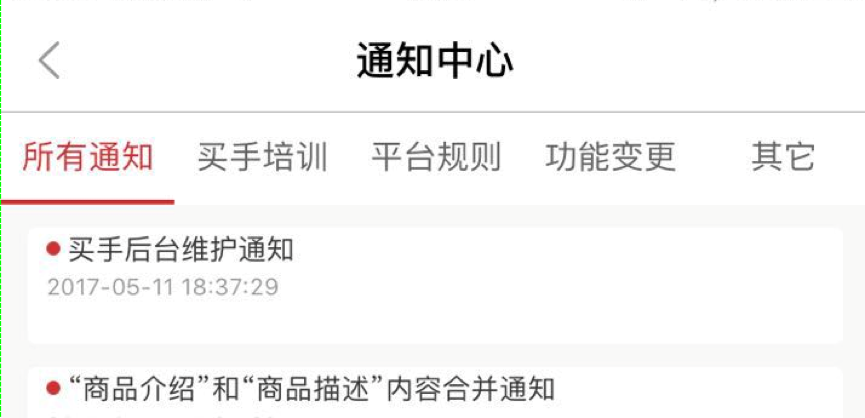 通知中心
所有通知 买手培训 平台规则 功能变更 其它
买手后台维护通知
2017-05-11 18:37:29
“商品介绍”和“商品描述”内容合并通知